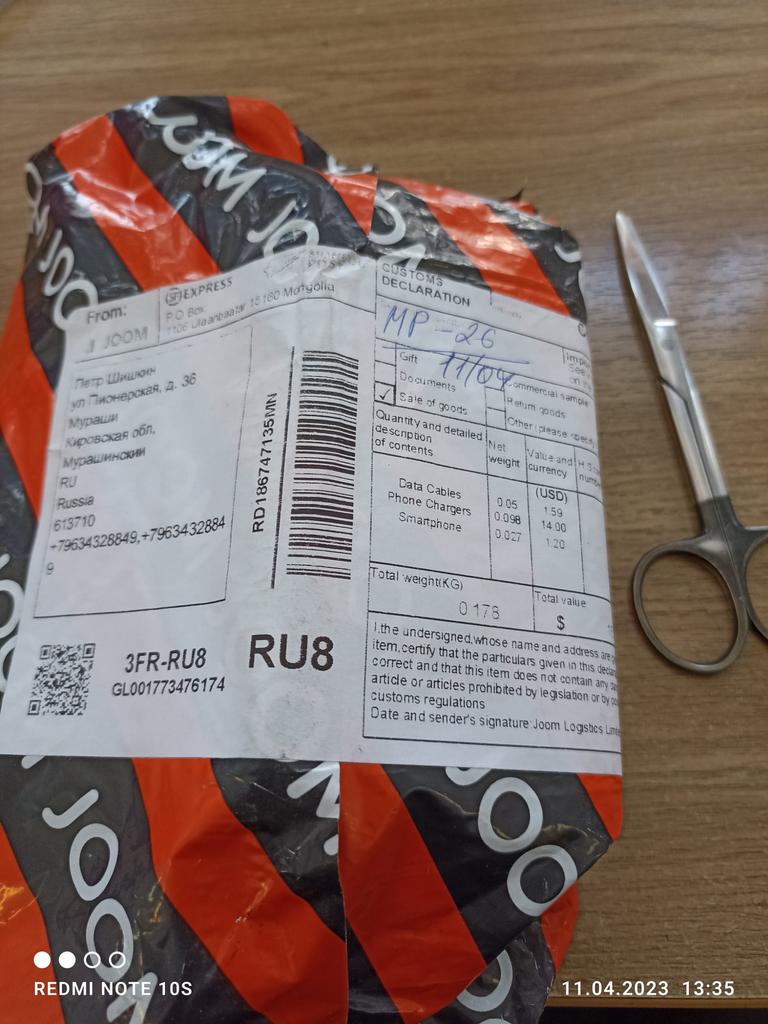 JOOM JO
JOO
From:
JOOM
SF EXPRESS
P.O Box:
1106 Ulaanbaatar 15160 Mongolia
Петр Шишкин
ул Пионерская, д. 36
Мураши
Кировская обл,
Мурашинский
RU
Russia
613710
+79634328849,+7963432884
9
RD186747135MN
3FR-RU8
GL001773476174
RU8
CUSTOMS
DECLARATION
MP-26
11/04
Gift
Documents
✓ Sale of goods
Commercial sample
Return goods
Other (please
Quantity and detailed
description
of contents
Net
weight
Value and
currency
(USD)
Data Cables 0.05 1.59
Phone Chargers 0.098 14.00
Smartphone 0.027 1.20
Total weight(KG)
0.178
Total value
$
I,the undersigned,whose name and address are
item,certify that the particulars given in this
correct and that this item does not contain any
article or articles prohibited by legislation or by
customs regulations
Date and sender's signature:Joom Logistics
JOOM
JOO
REDMI NOTE 10S
11.04.2023 13:35